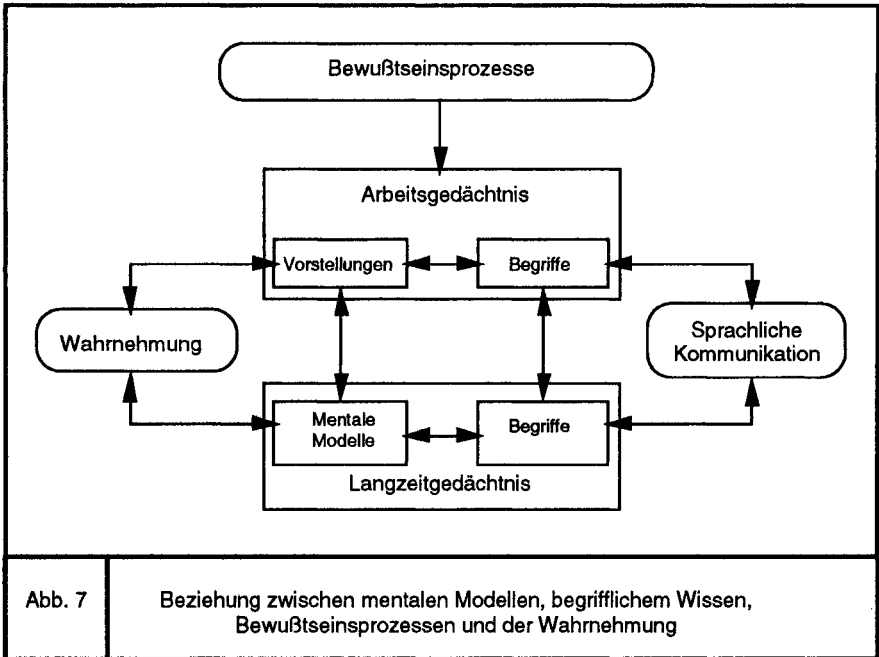 Bewußtseinsprozesse
Arbeitsgedächtnis
Vorstellungen
Begriffe
Wahrnehmung
Sprachliche
Kommunikation
Mentale
Modelle
Begriffe
Langzeitgedächtnis
Abb. 7
Beziehung zwischen mentalen Modellen, begrifflichem Wissen,
Bewußtseinsprozessen und der Wahrnehmung